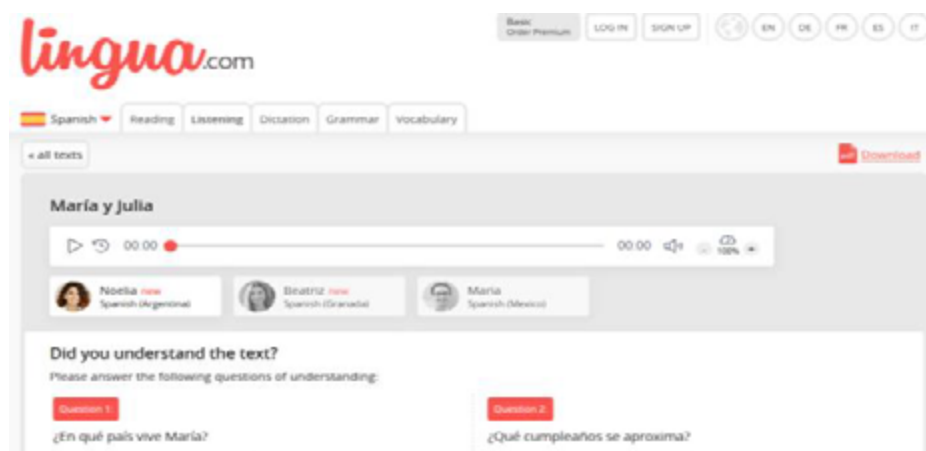 lingua.com
Basic
Order Premium
LOG IN
SIGN UP
EN
DE
FR
ES
IT
Spanish
Reading
Listening
Dictation
Grammar
Vocabulary
« all texts
pdf
Download
María y Julia
00:00
00:00
100%
Noelia new
Spanish (Argentina)
Beatriz new
Spanish (Granada)
Maria
Spanish (Mexico)
Did you understand the text?
Please answer the following questions of understanding:
Question 1:
Question 2:
¿En qué país vive María?
¿Qué cumpleaños se aproxima?